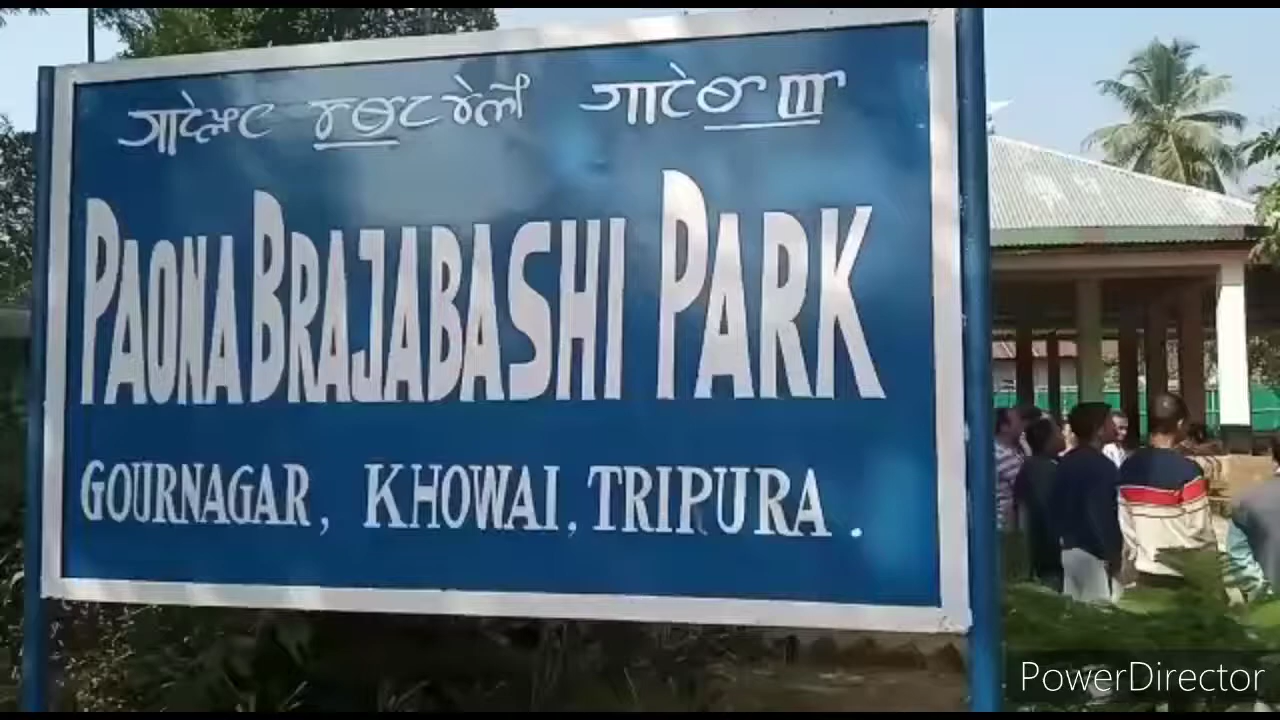 PAONA BRAJABASHI PARK
GOURNAGAR, KHOWAI, TRIPURA.
PowerDirector